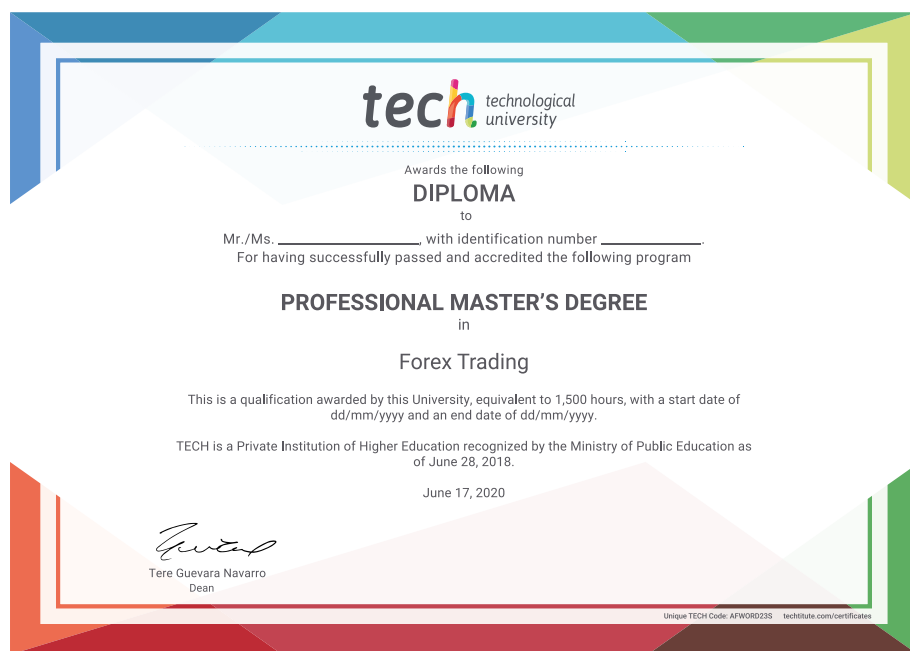 tech technological
university
Awards the following
DIPLOMA
to
Mr./Ms. ____________________, with identification number ______________.
For having successfully passed and accredited the following program
PROFESSIONAL MASTER’S DEGREE
in
Forex Trading
This is a qualification awarded by this University, equivalent to 1,500 hours, with a start date of
dd/mm/yyyy and an end date of dd/mm/yyyy.
TECH is a Private Institution of Higher Education recognized by the Ministry of Public Education as
of June 28, 2018.
June 17, 2020
Tere Guevara Navarro
Dean
Unique TECH Code: AFWORD23S techtitute.com/certificates